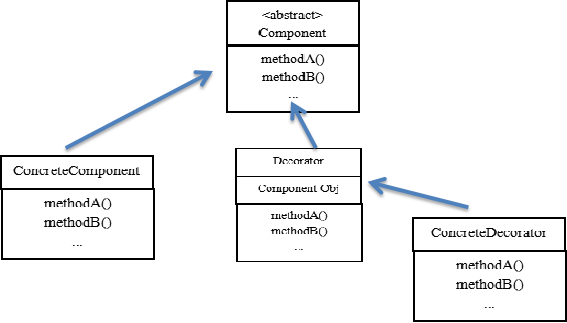 <abstract>
Component
methodA()
methodB()
...
ConcreteComponent
methodA()
methodB()
...
Decorator
Component Obj
methodA()
methodB()
...
ConcreteDecorator
methodA()
methodB()
...